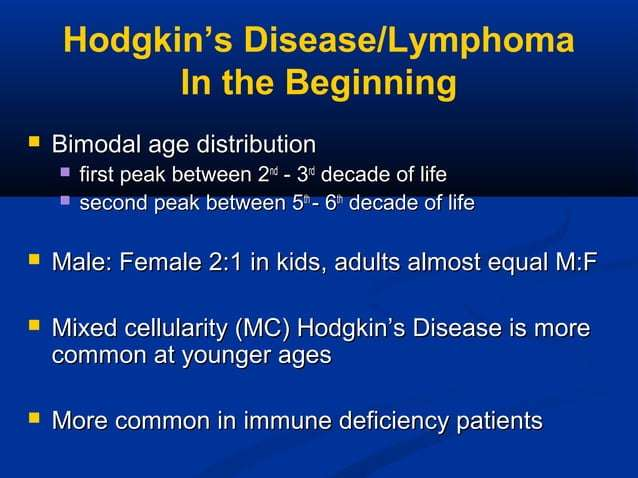 Hodgkin’s Disease/Lymphoma
In the Beginning
Bimodal age distribution
first peak between 2nd - 3rd decade of life
second peak between 5th - 6th decade of life
Male: Female 2:1 in kids, adults almost equal M:F
Mixed cellularity (MC) Hodgkin’s Disease is more
common at younger ages
More common in immune deficiency patients